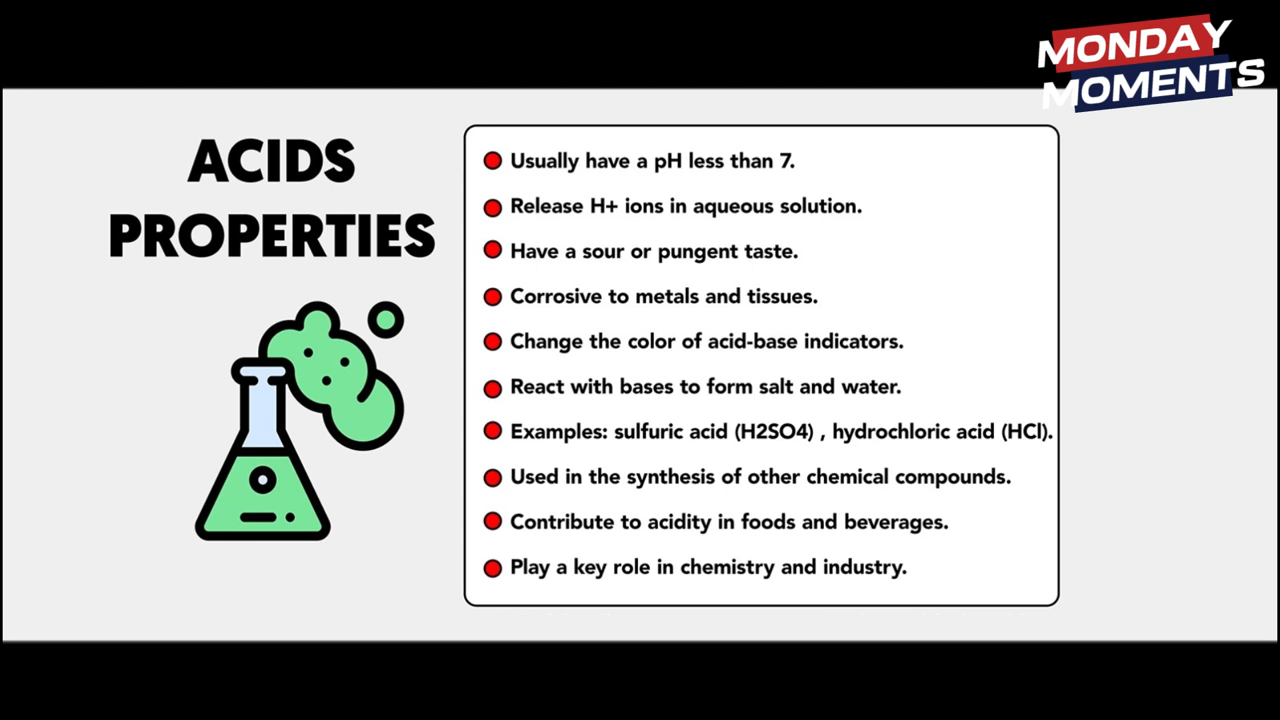 MONDAY
MOMENTS
ACIDS
PROPERTIES
Usually have a pH less than 7.
Release H+ ions in aqueous solution.
Have a sour or pungent taste.
Corrosive to metals and tissues.
Change the color of acid-base indicators.
React with bases to form salt and water.
Examples: sulfuric acid (H2SO4) , hydrochloric acid (HCl).
Used in the synthesis of other chemical compounds.
Contribute to acidity in foods and beverages.
Play a key role in chemistry and industry.